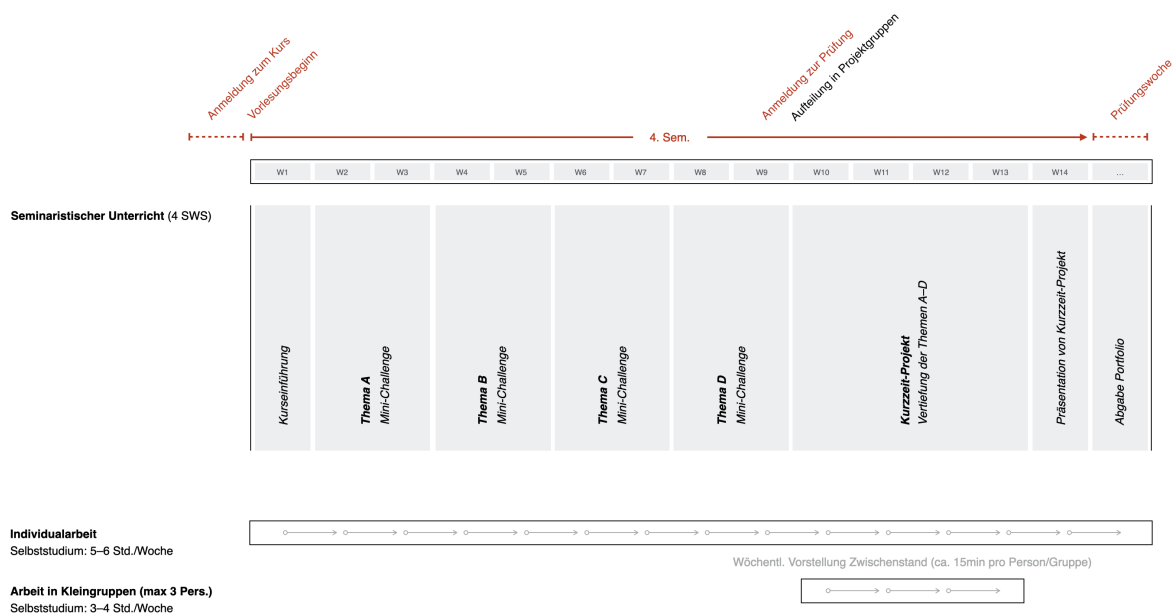 Anmeldung zum Kurs
Vorlesungsbeginn
Anmeldung zur Prüfung
Aufteilung in Projektgruppen
Prüfungswoche
4. Sem.
W1 W2 W3 W4 W5 W6 W7 W8 W9 W10 W11 W12 W13 W14 ...
Seminaristischer Unterricht (4 SWS)
Kurseinführung
Thema A
Mini-Challenge
Thema B
Mini-Challenge
Thema C
Mini-Challenge
Thema D
Mini-Challenge
Kurzzeit-Projekt
Vertiefung der Themen A–D
Präsentation von Kurzzeit-Projekt
Abgabe Portfolio
Individualarbeit
Selbststudium: 5–6 Std./Woche
Wöchentl. Vorstellung Zwischenstand (ca. 15min pro Person/Gruppe)
Arbeit in Kleingruppen (max 3 Pers.)
Selbststudium: 3–4 Std./Woche